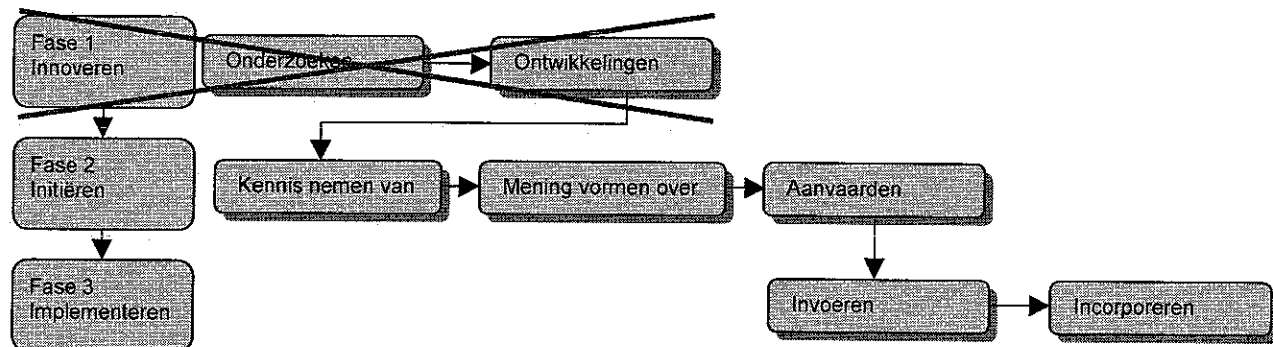 Fase 1
Innoveren
Onderzoeken
Ontwikkelingen
Fase 2
Initiëren
Kennis nemen van
Mening vormen over
Aanvaarden
Fase 3
Implementeren
Invoeren
Incorporeren